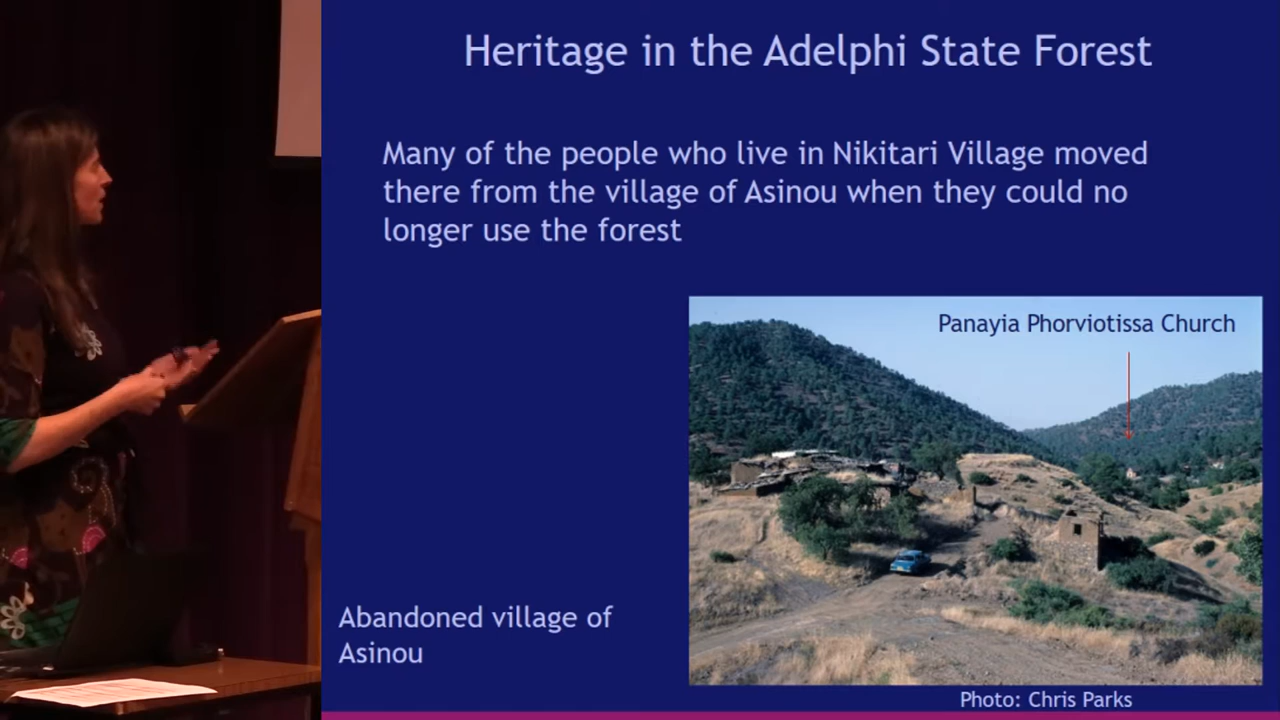 Heritage in the Adelphi State Forest
Many of the people who live in Nikitari Village moved
there from the village of Asinou when they could no
longer use the forest
Panayia Phorviotissa Church
Abandoned village of
Asinou
Photo: Chris Parks